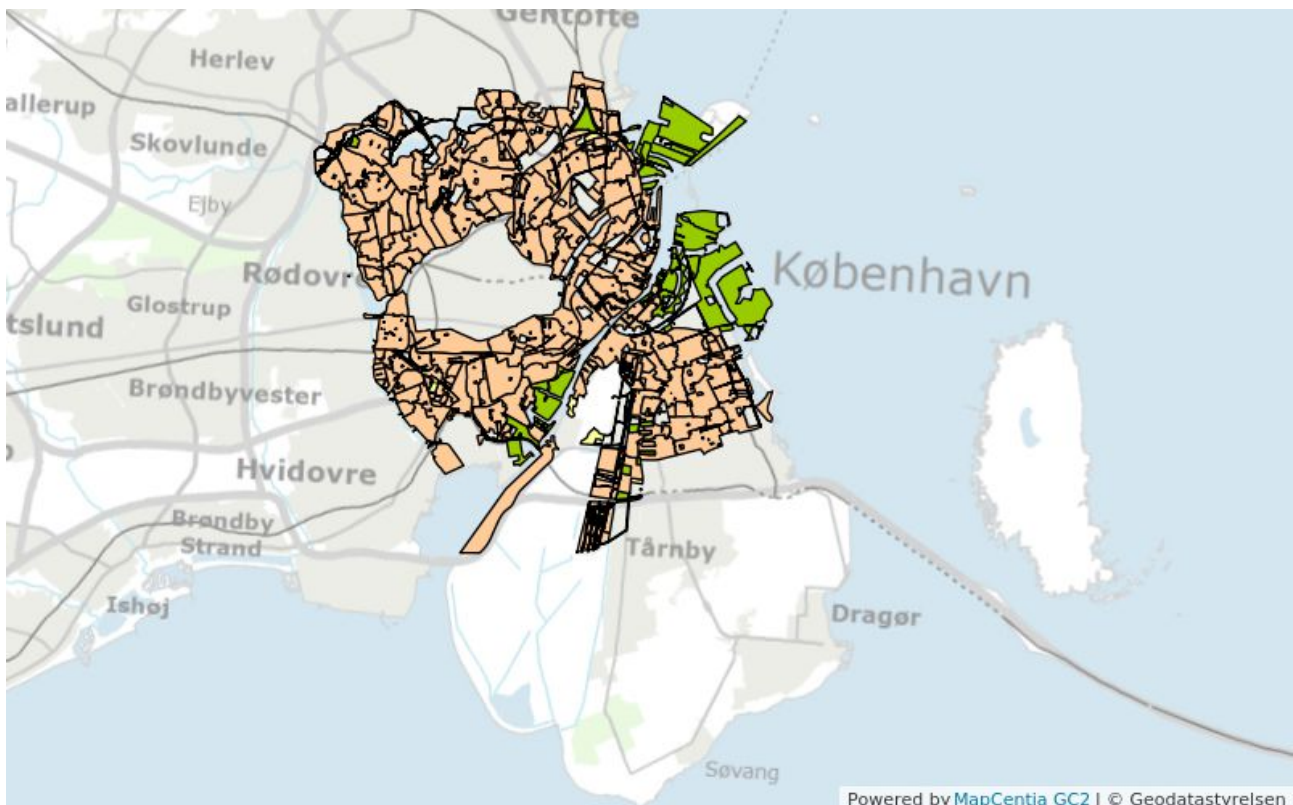 Gentofte
Herlev
allerup
Skovlunde
Ejby
København
Rødovre
Glostrup
tslund
Brøndbyvester
Hvidovre
Brøndby
Strand
Tårnby
Ishøj
Dragør
Søvang
Powered by MapCentia GC2 | © Geodatastyrelsen